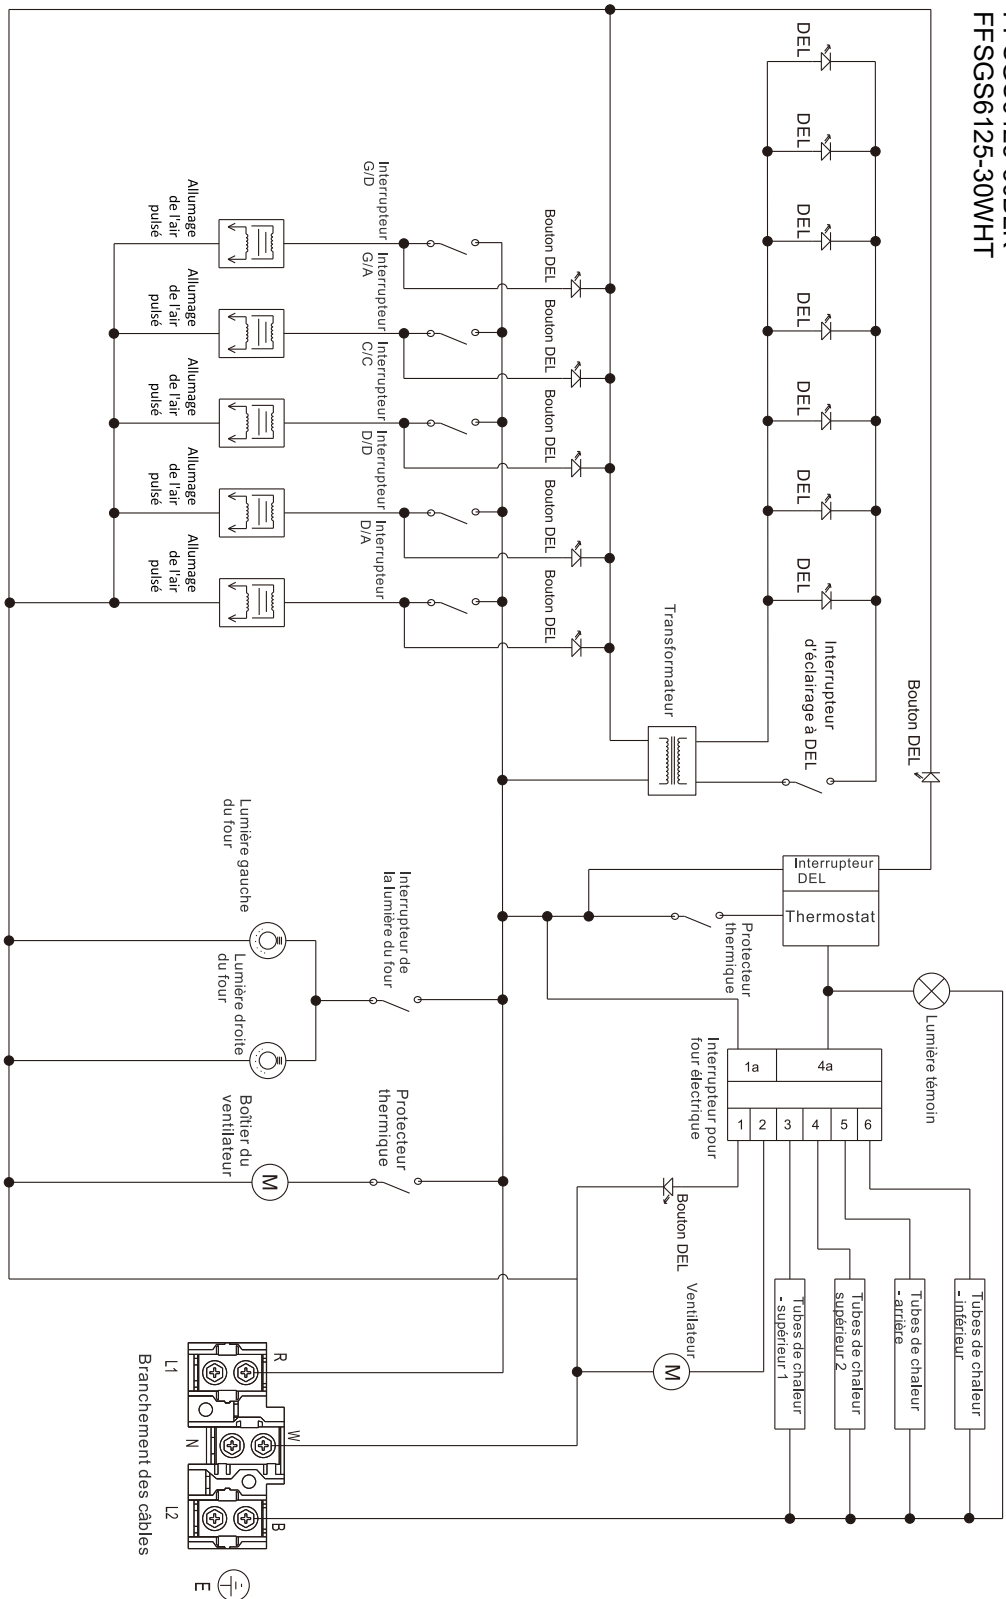 FFSGS6125-30WHT
DEL
DEL
DEL
DEL
DEL
DEL
DEL
Interrupteur
d'éclairage à DEL
Bouton DEL
Transformateur
Bouton DEL
Bouton DEL
Bouton DEL
Bouton DEL
Bouton DEL
Interrupteur
G/D
Interrupteur
G/A
Interrupteur
C/C
Interrupteur
D/D
Interrupteur
D/A
Allumage
de l'air
pulsé
Allumage
de l'air
pulsé
Allumage
de l'air
pulsé
Allumage
de l'air
pulsé
Allumage
de l'air
pulsé
Interrupteur
DEL
Thermostat
Protecteur
thermique
Lumière témoin
Interrupteur pour
four électrique
1a
4a
1
2
3
4
5
6
Interrupteur de
la lumière du four
Lumière gauche
du four
Lumière droite
du four
Protecteur
thermique
Boîtier du
ventilateur
M
Bouton DEL
Ventilateur
M
Tubes de chaleur
- supérieur 1
Tubes de chaleur
supérieur 2
Tubes de chaleur
- arrière
Tubes de chaleur
- inférieur
R
W
B
L1
N
L2
Branchement des câbles
E